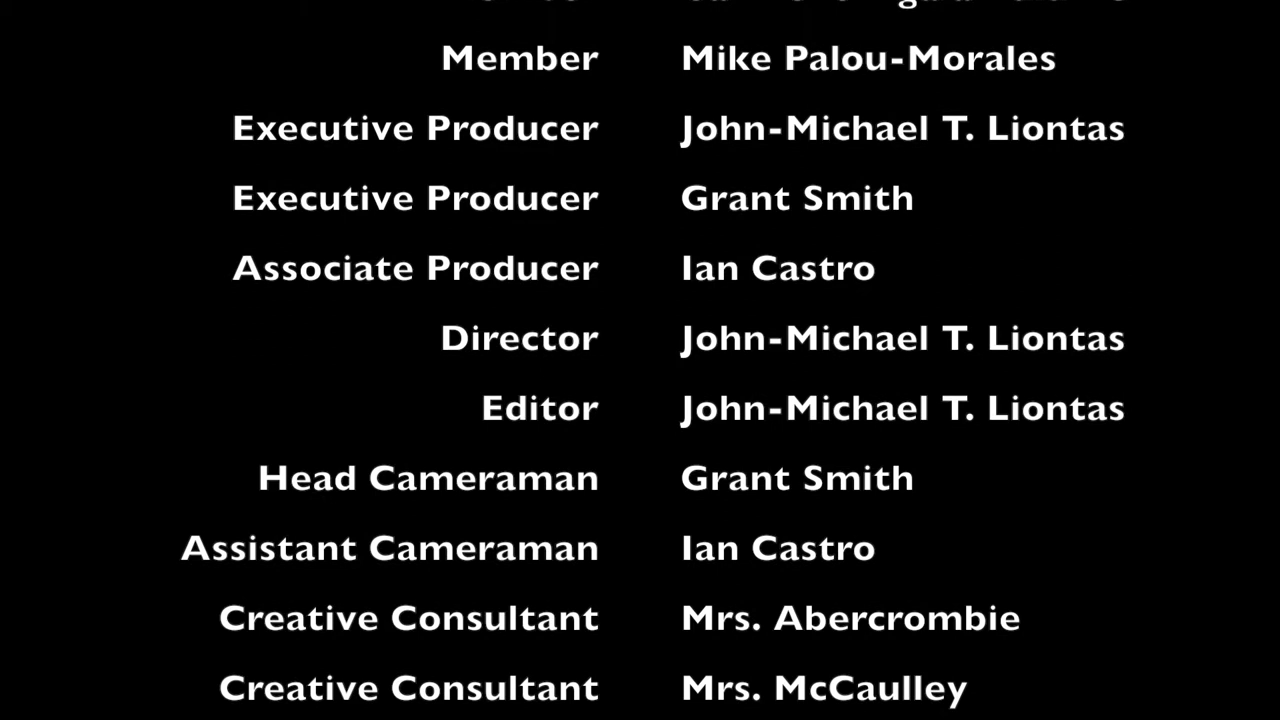 Member Mike Palou-Morales
Executive Producer John-Michael T. Liontas
Executive Producer Grant Smith
Associate Producer Ian Castro
Director John-Michael T. Liontas
Editor John-Michael T. Liontas
Head Cameraman Grant Smith
Assistant Cameraman Ian Castro
Creative Consultant Mrs. Abercrombie
Creative Consultant Mrs. McCaulley